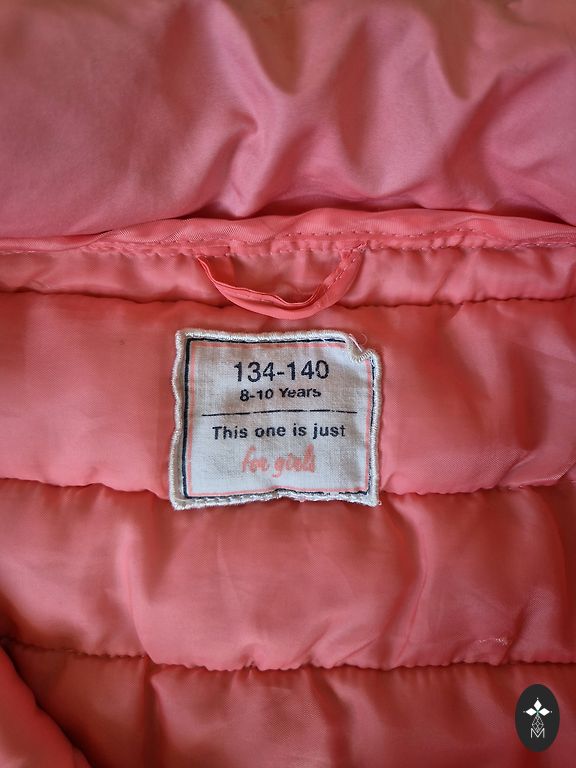 134-140
8-10 Years
This one is just
for girls